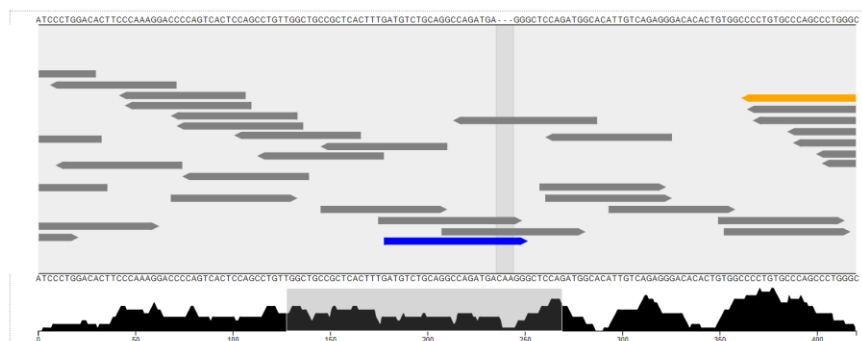 ATCCCTGGACACTTCCCAAAGGACCCCAGTCACTCCAGCCTGTTGGCTGCCGCTCACTTTGATGTCTGCAGGCCAGATGA---GGGCTCCAGATGGCACATTGTCAGAGGGACACACTGTGGCCCCTGTGCCCAGCCCTGGGC
ATCCCTGGACACTTCCCAAAGGACCCCAGTCACTCCAGCCTGTTGGCTGCCGCTCACTTTGATGTCTGCAGGCCAGATGACAAGGGCTCCAGATGGCACATTGTCAGAGGGACACACTGTGGCCCCTGTGCCCAGCCCTGGGC
0 50 100 150 200 250 300 350 400